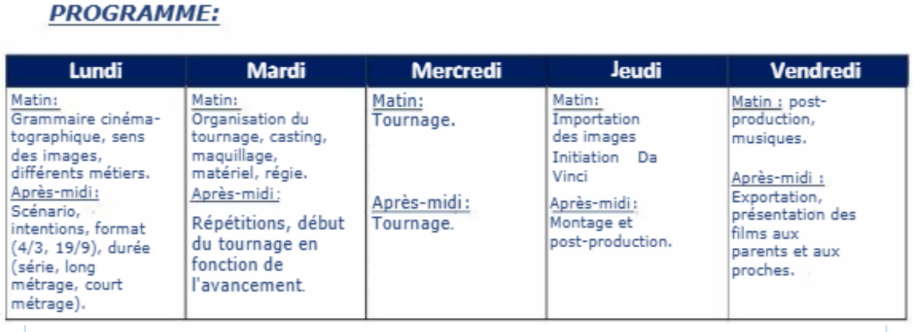 PROGRAMME:
Lundi
Mardi
Mercredi
Jeudi
Vendredi
Matin:
Grammaire cinéma-
tographique, sens
des images,
différents métiers.
Après-midi:
Scénario,
intentions, format
(4/3, 19/9), durée
(série, long
métrage, court
métrage).
Matin:
Organisation du
tournage, casting,
maquillage,
matériel, régie.
Après-midi:
Répétitions, début
du tournage en
fonction de
l'avancement.
Matin:
Tournage.
Après-midi:
Tournage.
Matin:
Importation
des images
Initiation Da
Vinci
Après-midi:
Montage et
post-production.
Matin : post-
production,
musiques.
Après-midi :
Exportation,
présentation des
films aux
parents et aux
proches.